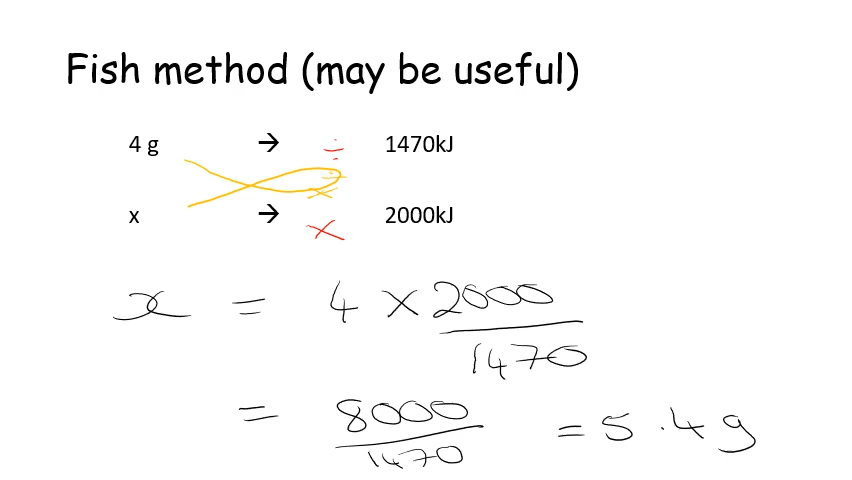 Fish method (may be useful)
4 g → ÷ 1470kJ
÷
×
x → × 2000kJ
x = 4 × 2000
1470
= 8000 = 5.4g
1470